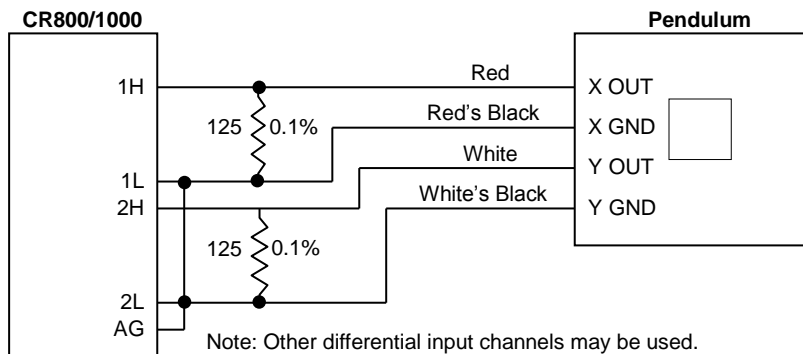 CR800/1000
Pendulum
1H
Red
X OUT
125
0.1%
Red's Black
X GND
1L
White
Y OUT
2H
White's Black
Y GND
125
0.1%
2L
AG
Note: Other differential input channels may be used.